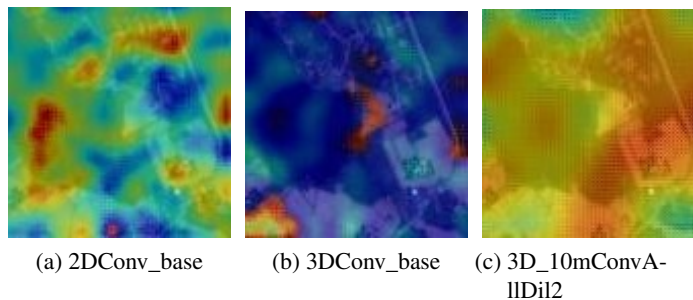 (a) 2DConv_base
(b) 3DConv_base
(c) 3D_10mConvA-
llDil2